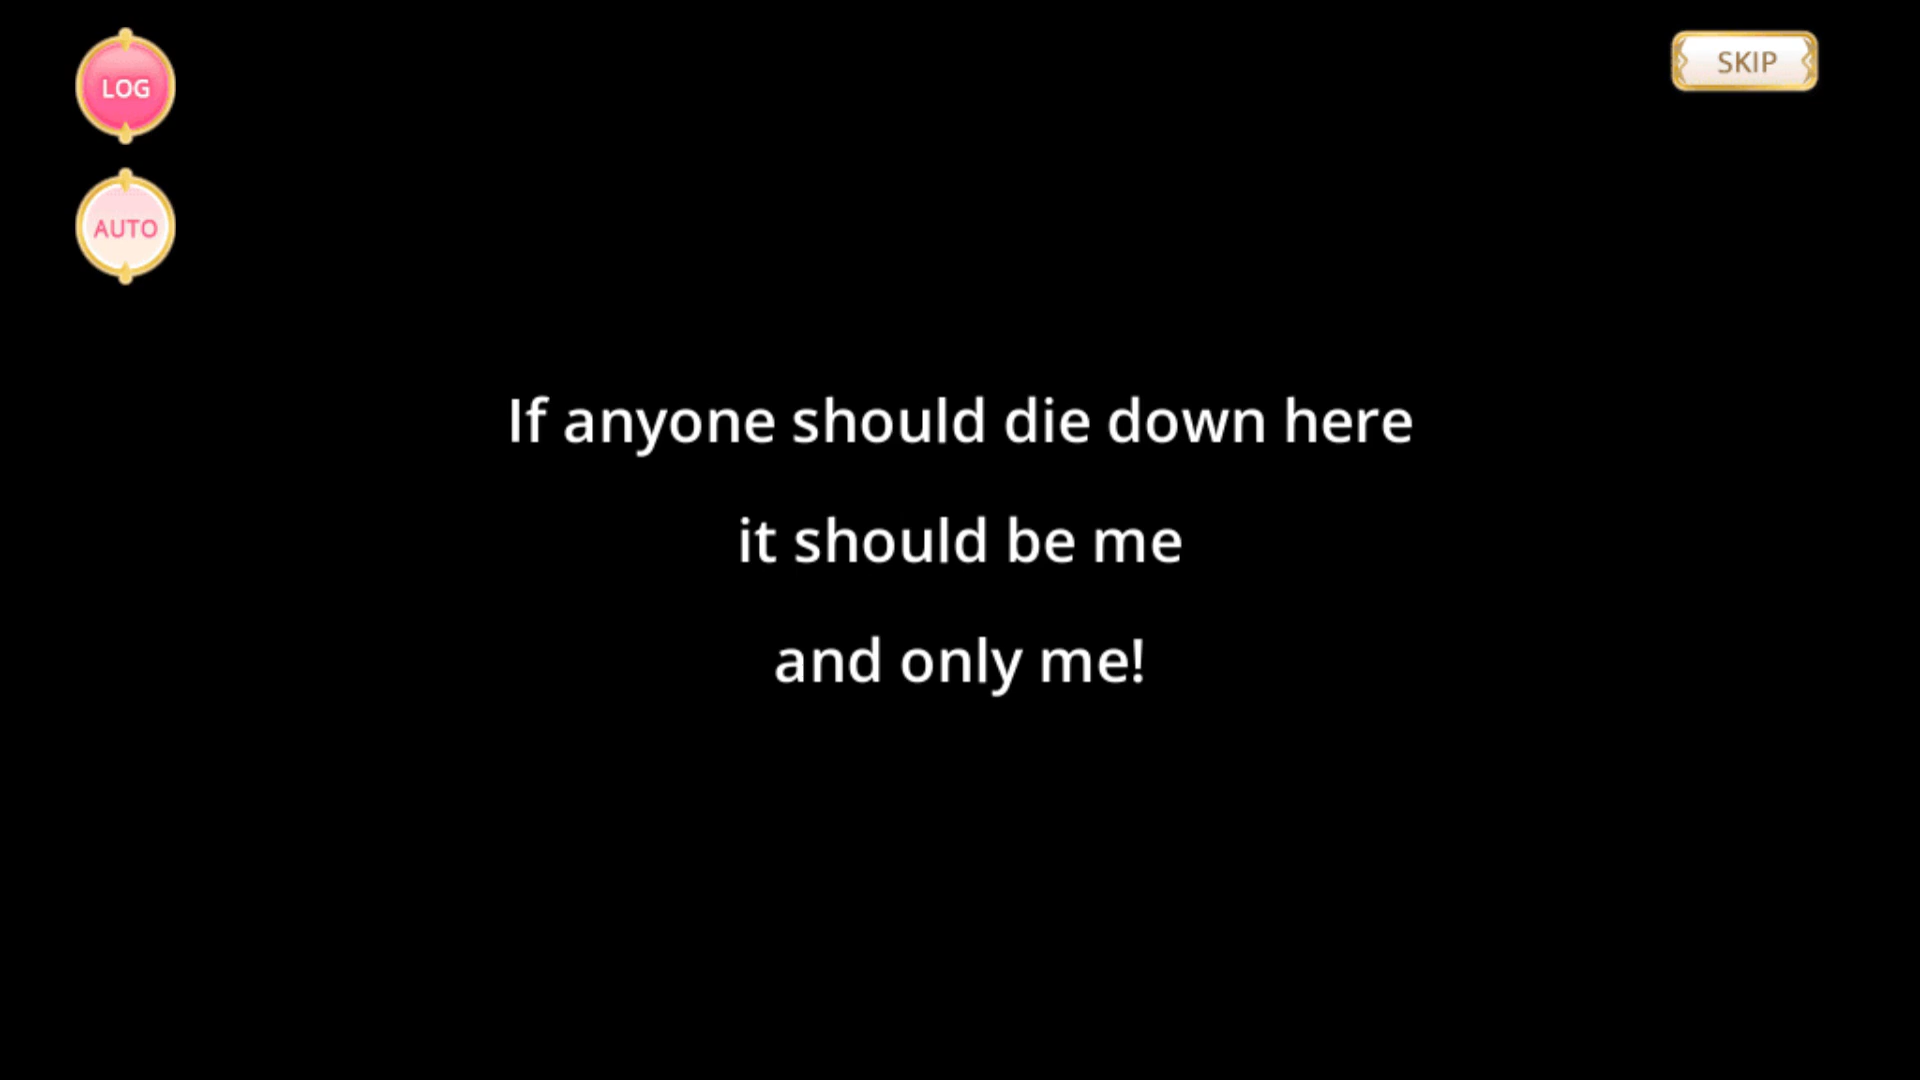 LOG
SKIP
AUTO
If anyone should die down here
it should be me
and only me!